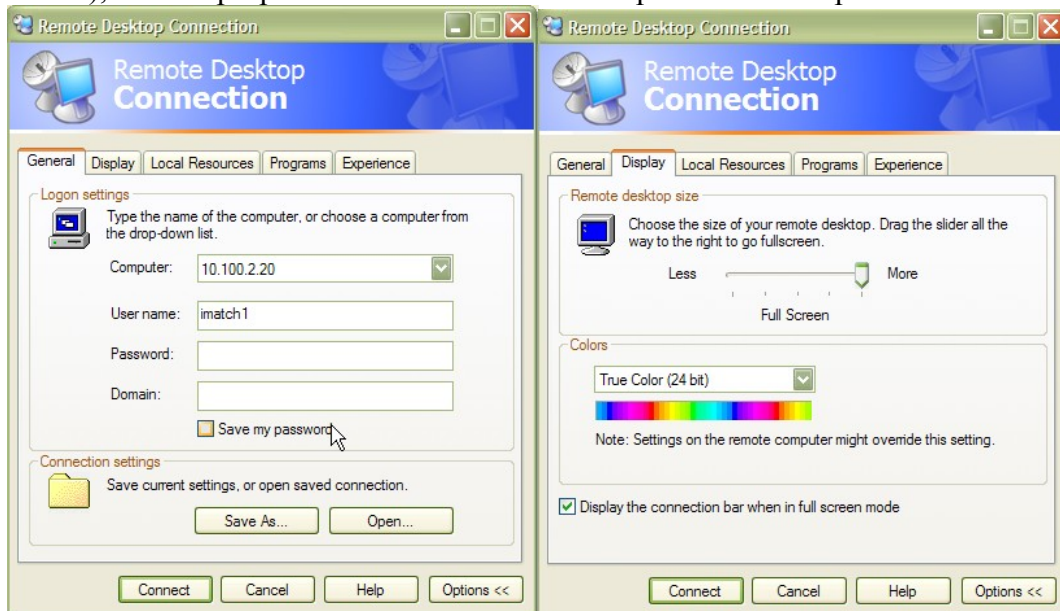 Remote Desktop Connection
Remote Desktop
Connection
General Display Local Resources Programs Experience
Logon settings
Type the name of the computer, or choose a computer from
the drop-down list.
Computer: 10.100.2.20
User name: imatch1
Password:
Domain:
Save my password
Connection settings
Save current settings, or open saved connection.
Save As... Open...
Connect Cancel Help Options <<
Remote Desktop Connection
Remote Desktop
Connection
General Display Local Resources Programs Experience
Remote desktop size
Choose the size of your remote desktop. Drag the slider all the
way to the right to go fullscreen.
Less More
Full Screen
Colors
True Color (24 bit)
Note: Settings on the remote computer might override this setting.
Display the connection bar when in full screen mode
Connect Cancel Help Options <<